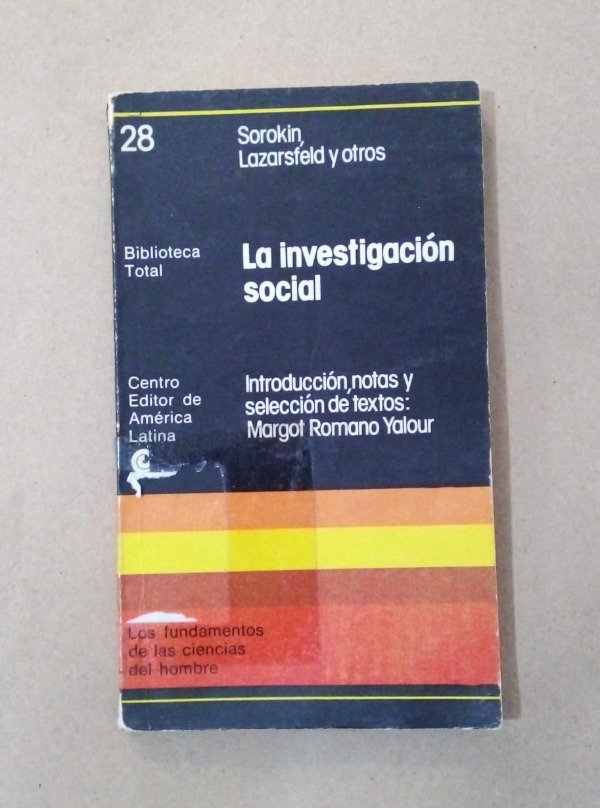 28
Sorokin,
Lazarsfeld y otros
Biblioteca
Total
La investigación
social
Centro
Editor de
América
Latina
Introducción, notas y
selección de textos:
Margot Romano Yalour
Los fundamentos
de las ciencias
del hombre